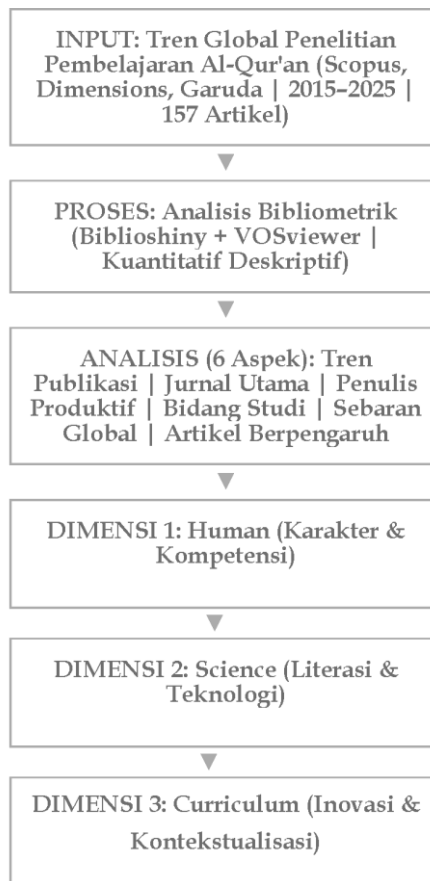 INPUT: Tren Global Penelitian
Pembelajaran Al-Qur'an (Scopus,
Dimensions, Garuda | 2015–2025 |
157 Artikel)
PROSES: Analisis Bibliometrik
(Biblioshiny + VOSviewer |
Kuantitatif Deskriptif)
ANALISIS (6 Aspek): Tren
Publikasi | Jurnal Utama | Penulis
Produktif | Bidang Studi | Sebaran
Global | Artikel Berpengaruh
DIMENSI 1: Human (Karakter &
Kompetensi)
DIMENSI 2: Science (Literasi &
Teknologi)
DIMENSI 3: Curriculum (Inovasi &
Kontekstualisasi)